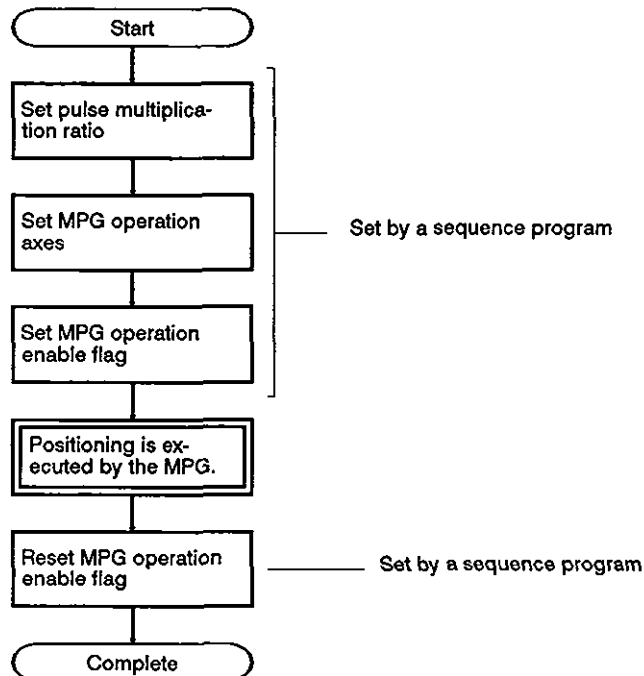 Start
Set pulse multiplica-
tion ratio
Set MPG operation
axes
Set by a sequence program
Set MPG operation
enable flag
Positioning is ex-
ecuted by the MPG.
Reset MPG operation
enable flag
Set by a sequence program
Complete